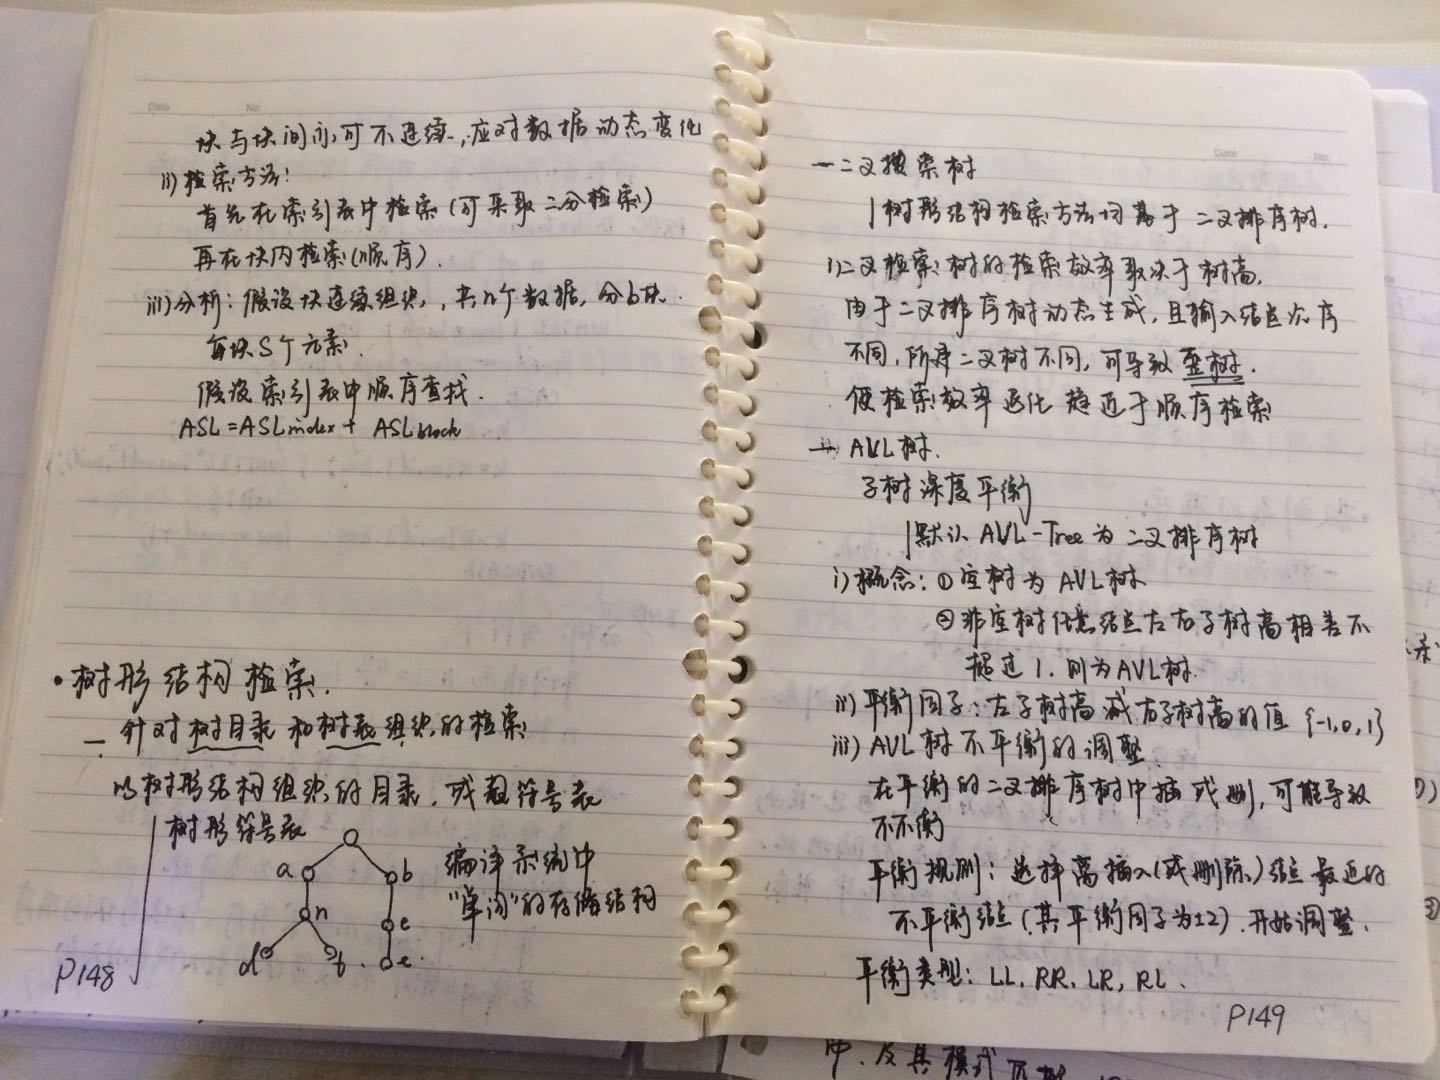 Date No.
块与块间亦可不连续,应对数据动态变化
ii)检索方法:
首先在索引表中检索(可采取二分检索)
再在块内检索(顺序).
iii)分析:假设块连续组织,共n个数据,分b块.
每块S个元素.
假设索引表中顺序查找.
ASL=ASLindex+ ASLblock
•树形结构检索.
一 针对树目录和树表组织的检索
以树形结构组织的目录,或者符号表
树形符号表
a b
n e
d t e
编译系统中
"单词"的存储结构
P148
Date No.
一二叉搜索树
树形结构检索方法均基于二叉排序树.
i)二叉检索树的检索效率取决于树高,
由于二叉排序树动态生成,且输入结点次序
不同,所建二叉树不同,可导致歪树.
使检索效率退化趋近于顺序检索
AVL树.
子树深度平衡
默认AVL-Tree为二叉排序树
i)概念:①空树为AVL树
②非空树任意结点左右子树高相差不
超过1.则为AVL树.
ii)平衡因子:左子树高减右子树高的值{-1,0,1}
iii)AVL树不平衡的调整
在平衡的二叉排序树中插或删,可能导致
不平衡
平衡规则:选择离插入(或删除)结点最近的
不平衡结点(其平衡因子为±2).开始调整.
平衡类型:LL,RR,LR,RL.
P149
及其模式匹配